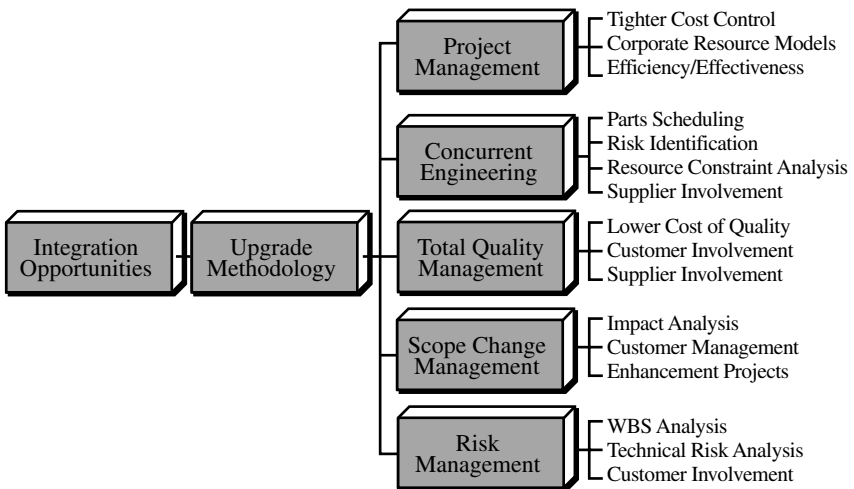 Integration
Opportunities
Upgrade
Methodology
Project
Management
Tighter Cost Control
Corporate Resource Models
Efficiency/Effectiveness
Concurrent
Engineering
Parts Scheduling
Risk Identification
Resource Constraint Analysis
Supplier Involvement
Total Quality
Management
Lower Cost of Quality
Customer Involvement
Supplier Involvement
Scope Change
Management
Impact Analysis
Customer Management
Enhancement Projects
Risk
Management
WBS Analysis
Technical Risk Analysis
Customer Involvement